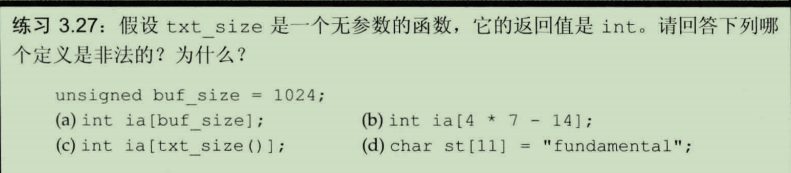 练习 3.27：假设 txt_size 是一个无参数的函数，它的返回值是 int。请回答下列哪
个定义是非法的？为什么？
unsigned buf_size = 1024;
(a) int ia[buf_size]; (b) int ia[4 * 7 - 14];
(c) int ia[txt_size()]; (d) char st[11] = "fundamental";